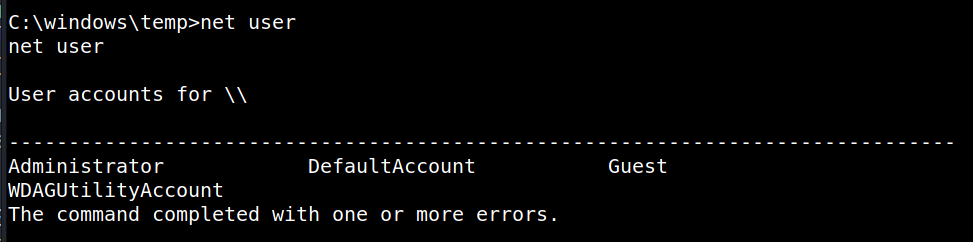 C:\windows\temp>net user
net user
User accounts for \\
-------------------------------------------------------------------------------
Administrator            DefaultAccount           Guest
WDAGUtilityAccount
The command completed with one or more errors.